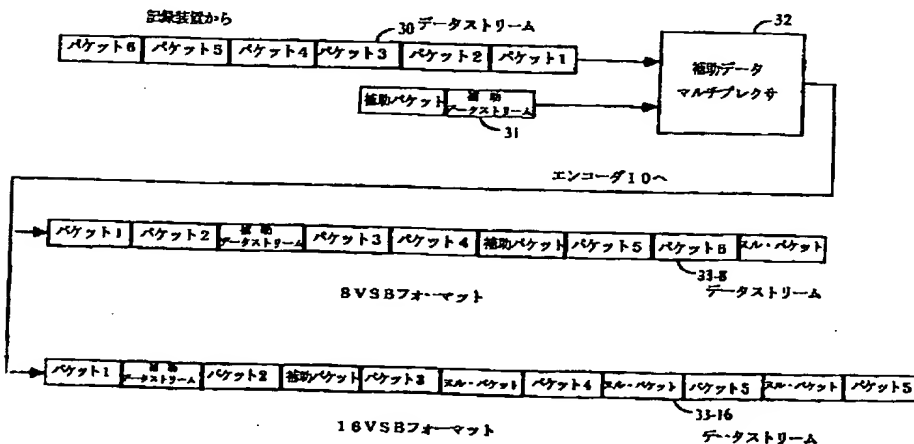 記録装置から
30 データストリーム
32
パケット6 パケット5 パケット4 パケット3 パケット2 パケット1
補助データ
マルチプレクサ
補助パケット 補助データストリーム
31
エンコーダ10へ
パケット1 パケット2 補助データストリーム パケット3 パケット4 補助パケット パケット5 パケット6 ヌル・パケット
33-8
8VSBフォーマット データストリーム
パケット1 補助データストリーム パケット2 補助パケット パケット3 ヌル・パケット パケット4 ヌル・パケット パケット5 ヌル・パケット パケット5
33-16
16VSBフォーマット データストリーム